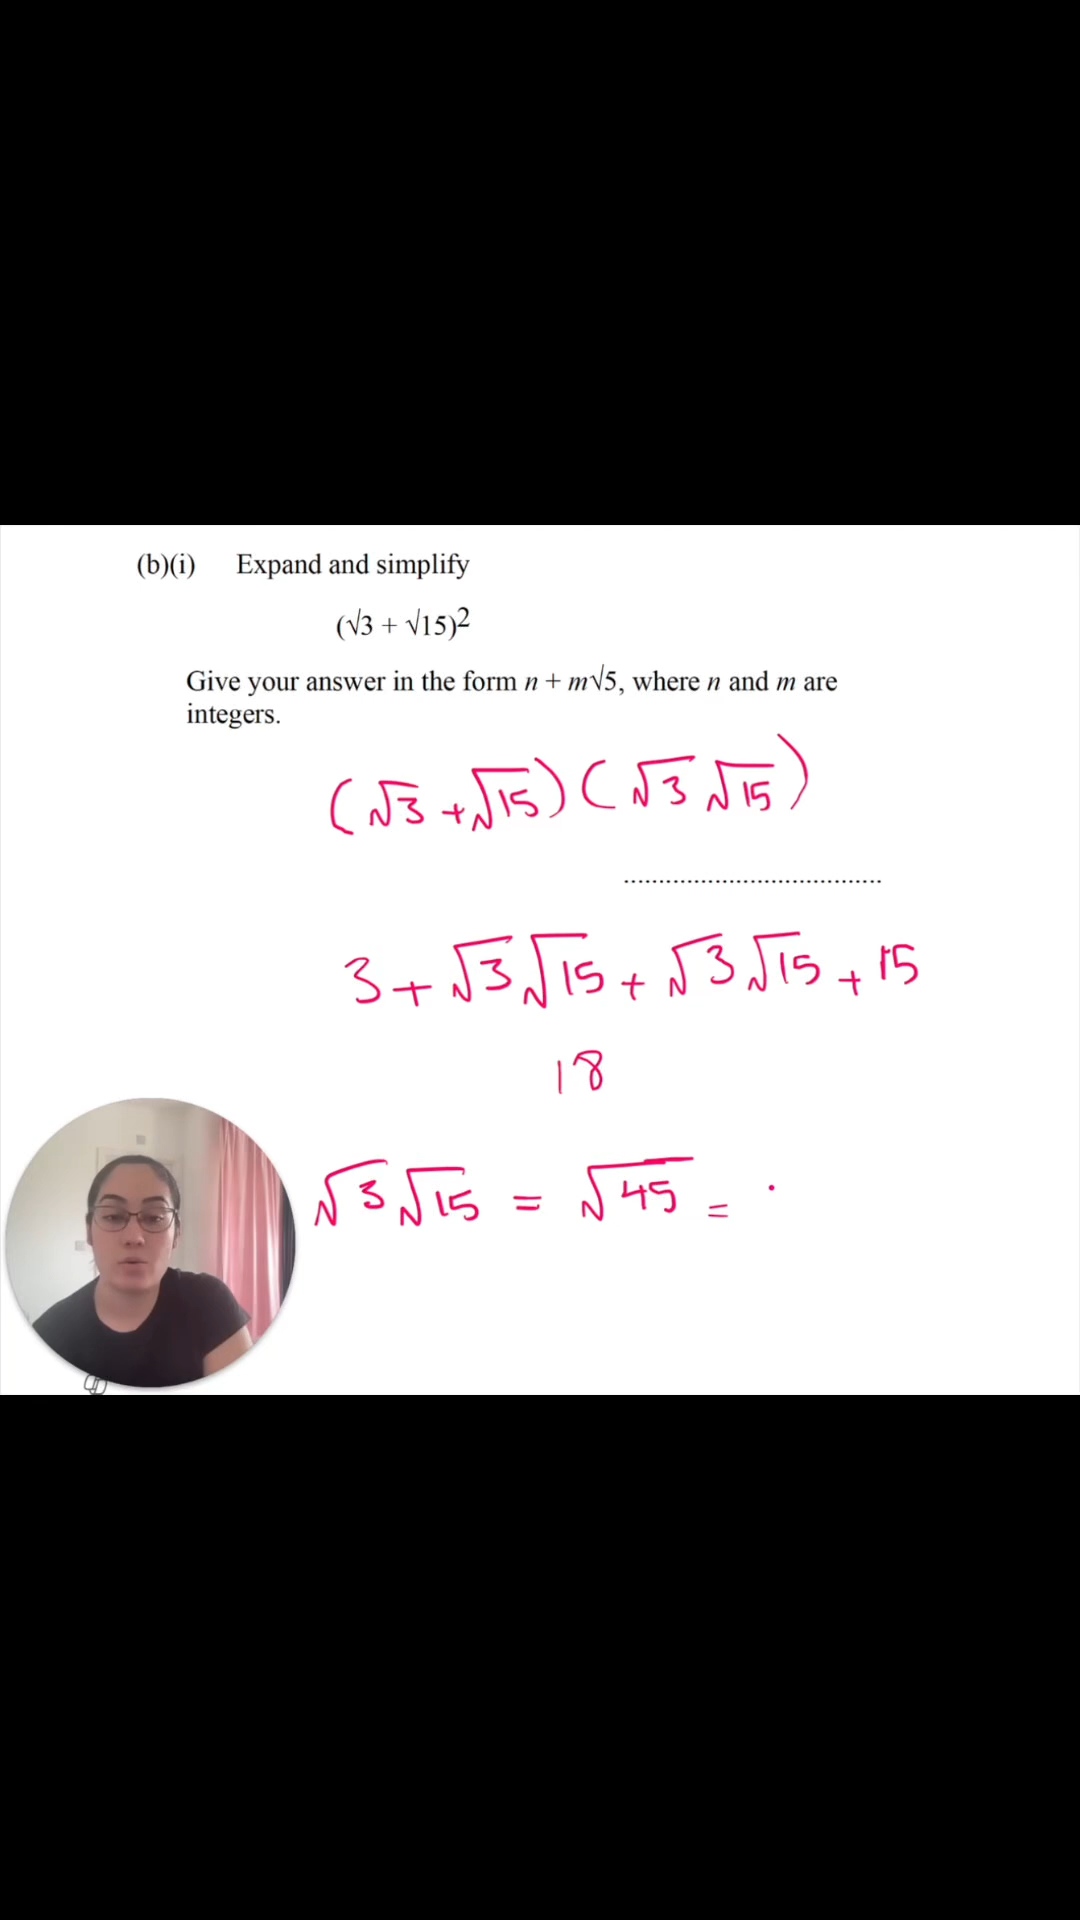 (b)(i) Expand and simplify
(√3 + √15)²
Give your answer in the form n + m√5, where n and m are
integers.
(√3 + √15) (√3 √15)
....................................
3 + √3 √15 + √3 √15 + 15
18
√3 √15 = √45 =